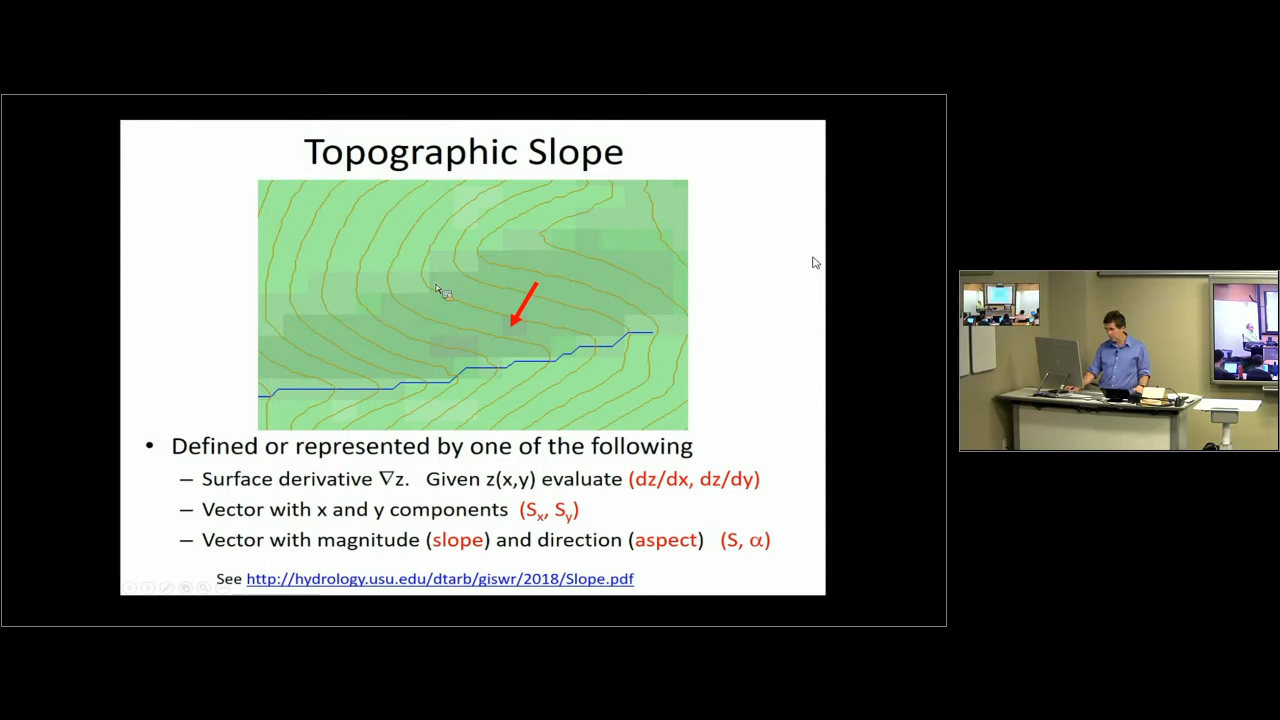 Topographic Slope
• Defined or represented by one of the following
– Surface derivative ∇z. Given z(x,y) evaluate (dz/dx, dz/dy)
– Vector with x and y components (Sx, Sy)
– Vector with magnitude (slope) and direction (aspect) (S, α)
See http://hydrology.usu.edu/dtarb/giswr/2018/Slope.pdf